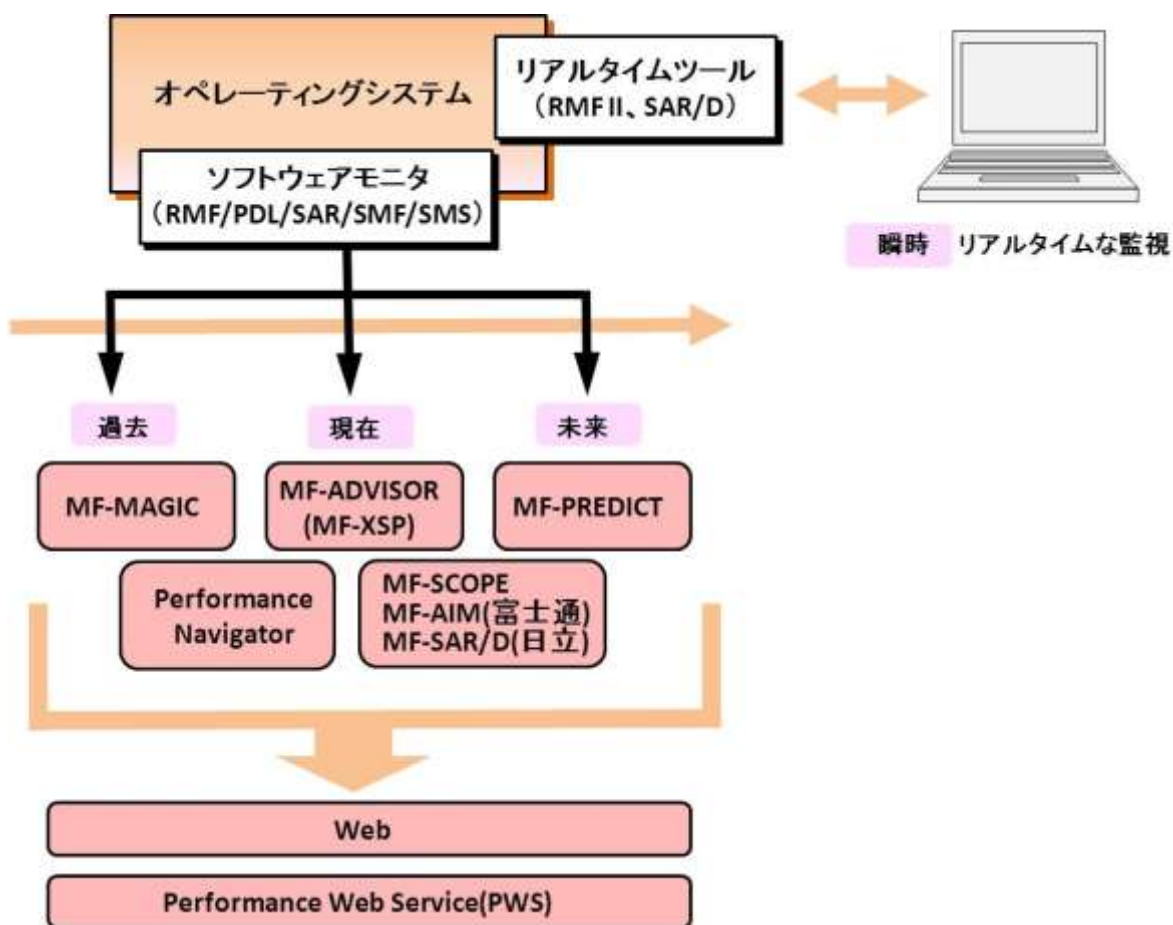 オペレーティングシステム
リアルタイムツール
（RMFⅡ、SAR/D）
ソフトウェアモニタ
（RMF/PDL/SAR/SMF/SMS）
瞬時 リアルタイムな監視
過去
現在
未来
MF-MAGIC
MF-ADVISOR
(MF-XSP)
MF-PREDICT
Performance
Navigator
MF-SCOPE
MF-AIM(富士通)
MF-SAR/D(日立)
Web
Performance Web Service(PWS)